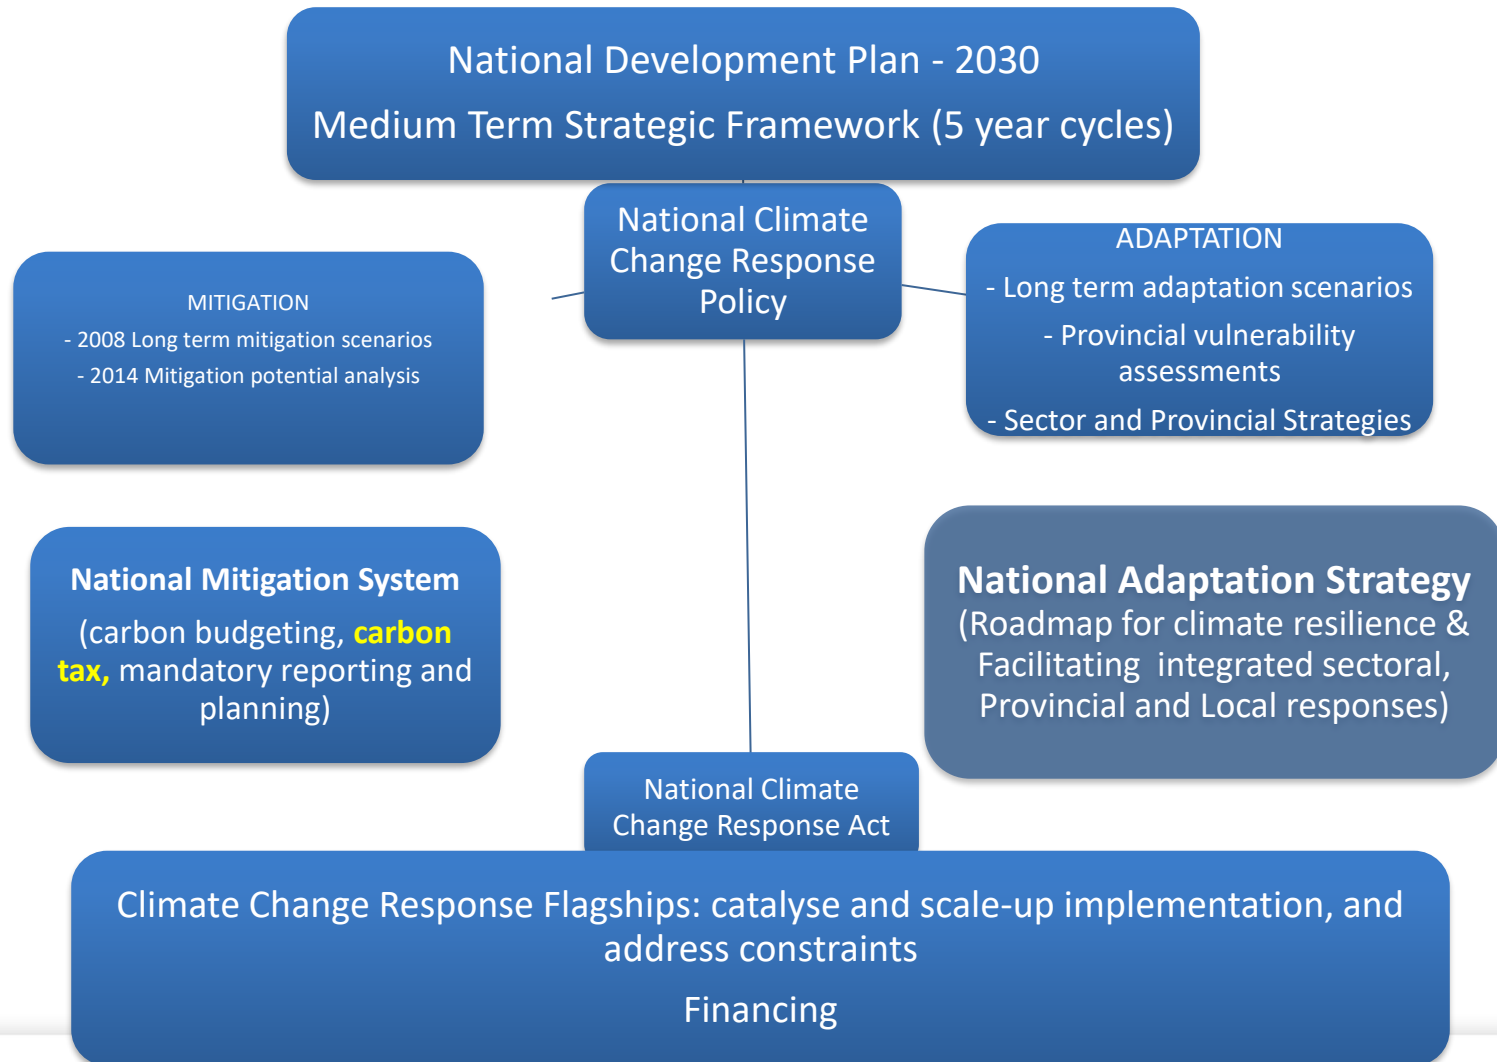 National Development Plan - 2030
Medium Term Strategic Framework (5 year cycles)
National Climate
Change Response
Policy
MITIGATION
- 2008 Long term mitigation scenarios
- 2014 Mitigation potential analysis
ADAPTATION
- Long term adaptation scenarios
- Provincial vulnerability
assessments
- Sector and Provincial Strategies
National Mitigation System
(carbon budgeting, carbon
tax, mandatory reporting and
planning)
National Adaptation Strategy
(Roadmap for climate resilience &
Facilitating integrated sectoral,
Provincial and Local responses)
National Climate
Change Response Act
Climate Change Response Flagships: catalyse and scale-up implementation, and
address constraints
Financing